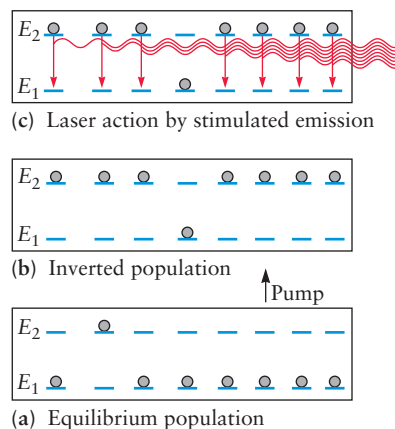 E2
E1
(c) Laser action by stimulated emission
E2
E1
(b) Inverted population
Pump
E2
E1
(a) Equilibrium population